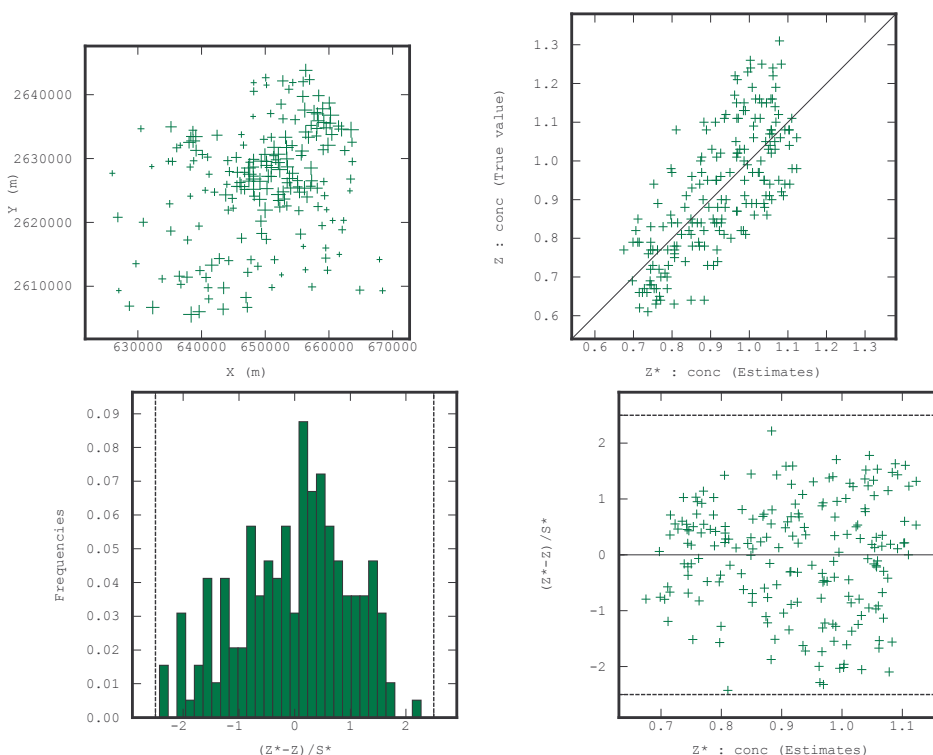 2640000
2630000
2620000
2610000
Y (m)
630000 640000 650000 660000 670000
X (m)
1.3
1.2
1.1
1.0
0.9
0.8
0.7
0.6
Z : conc (True value)
0.6 0.7 0.8 0.9 1.0 1.1 1.2 1.3
Z* : conc (Estimates)
0.09
0.08
0.07
0.06
0.05
0.04
0.03
0.02
0.01
0.00
Frequencies
-2 -1 0 1 2
(Z*-Z)/S*
2
1
0
-1
-2
(Z*-Z)/S*
0.7 0.8 0.9 1.0 1.1
Z* : conc (Estimates)